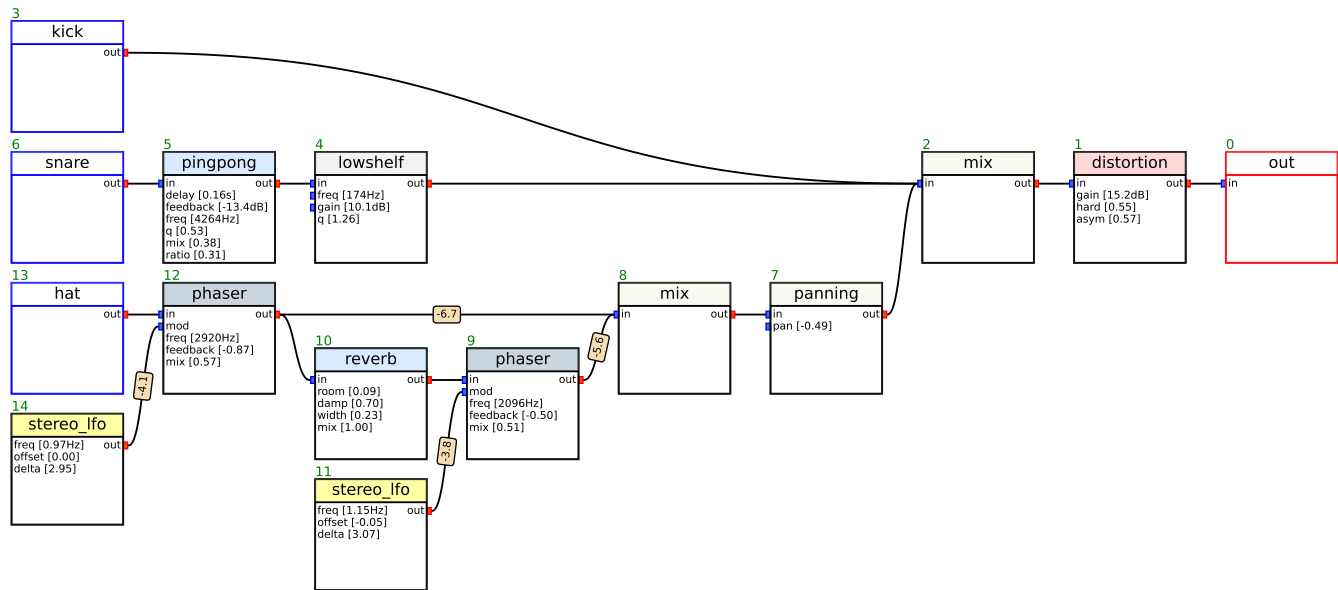 3
kick
out
6
snare
out
5
pingpong
in out
delay [0.16s]
feedback [-13.4dB]
freq [4264Hz]
q [0.53]
mix [0.38]
ratio [0.31]
4
lowshelf
in out
freq [174Hz]
gain [10.1dB]
q [1.26]
2
mix
in out
1
distortion
in out
gain [15.2dB]
hard [0.55]
asym [0.57]
0
out
in
13
hat
out
12
phaser
in out
mod
freq [2920Hz]
feedback [-0.87]
mix [0.57]
-6.7
8
mix
in out
7
panning
in out
pan [-0.49]
10
reverb
in out
room [0.09]
damp [0.70]
width [0.23]
mix [1.00]
9
phaser
in out
mod
freq [2096Hz]
feedback [-0.50]
mix [0.51]
-5.6
-4.1
14
stereo_lfo
freq [0.97Hz] out
offset [0.00]
delta [2.95]
-3.8
11
stereo_lfo
freq [1.15Hz] out
offset [-0.05]
delta [3.07]